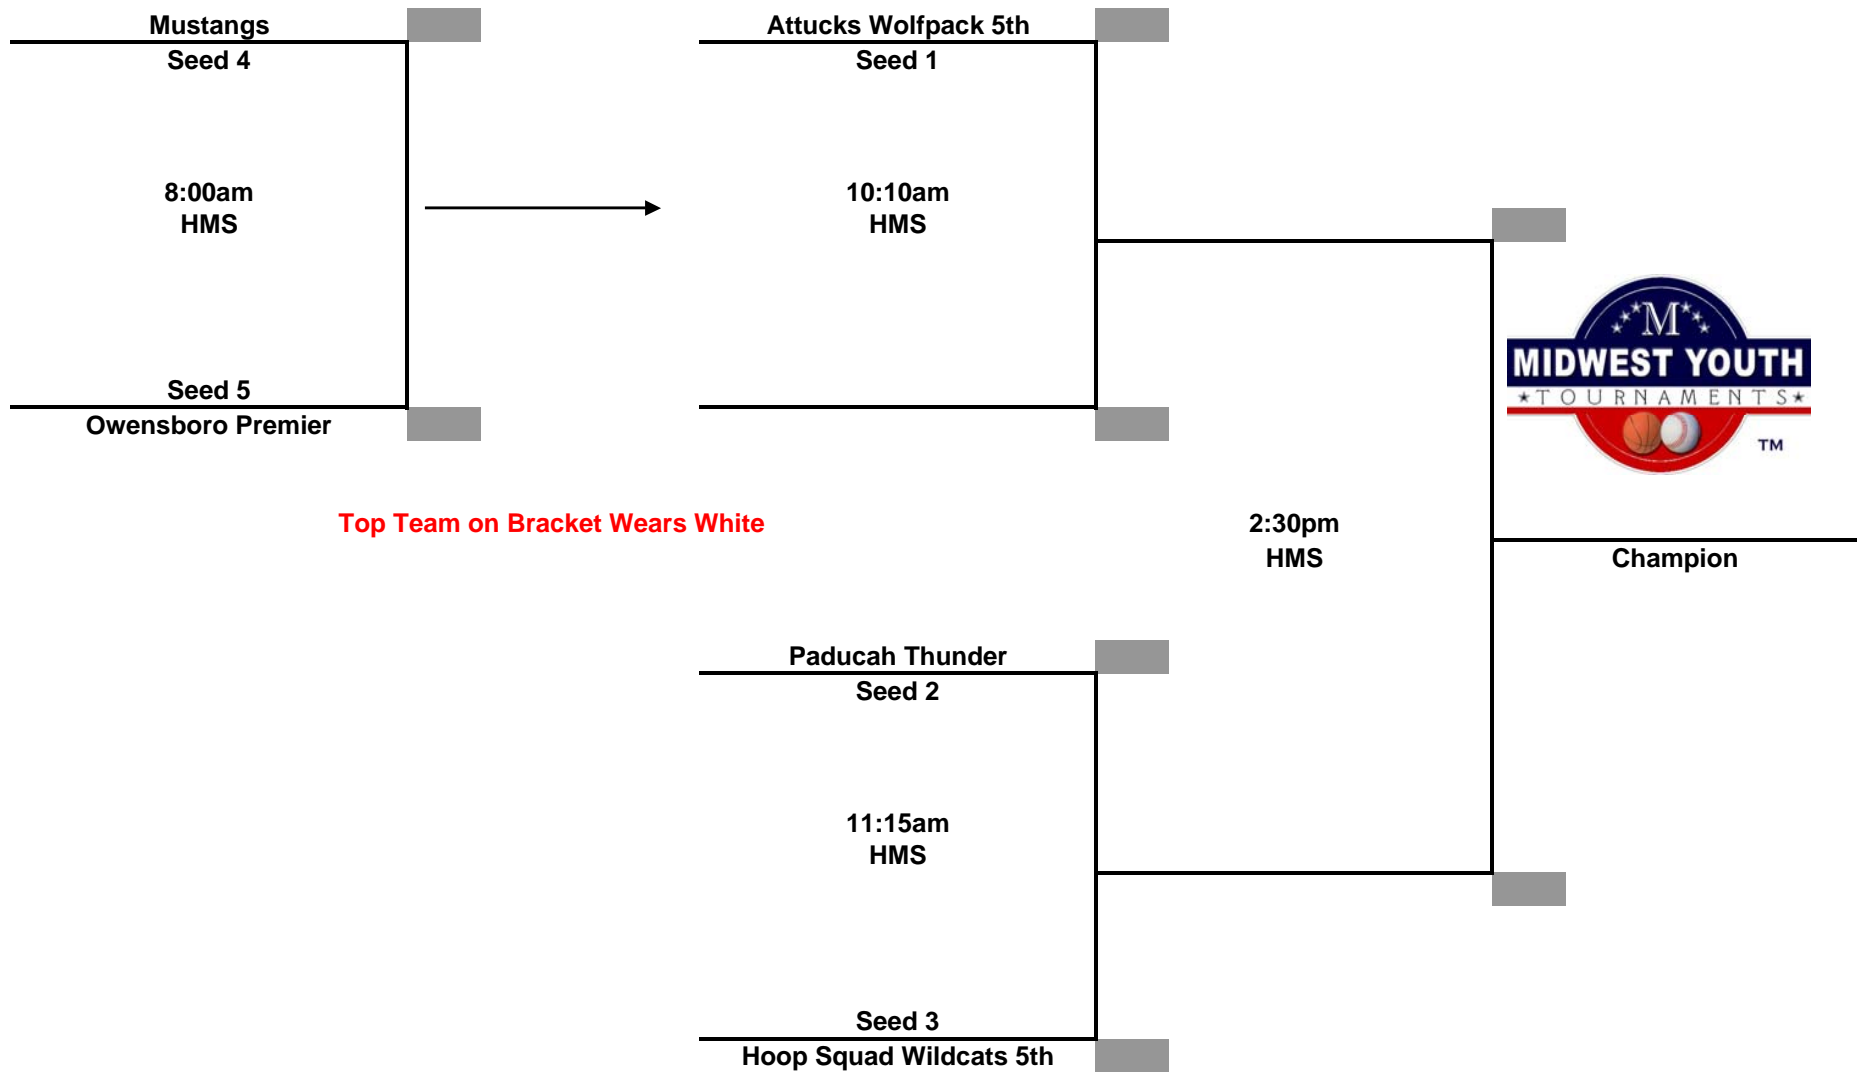 Mustangs
Seed 4
8:00am
HMS
Seed 5
Owensboro Premier
Attucks Wolfpack 5th
Seed 1
10:10am
HMS
Top Team on Bracket Wears White
Paducah Thunder
Seed 2
11:15am
HMS
Seed 3
Hoop Squad Wildcats 5th
2:30pm
HMS
M
MIDWEST YOUTH
TOURNAMENTS
TM
Champion